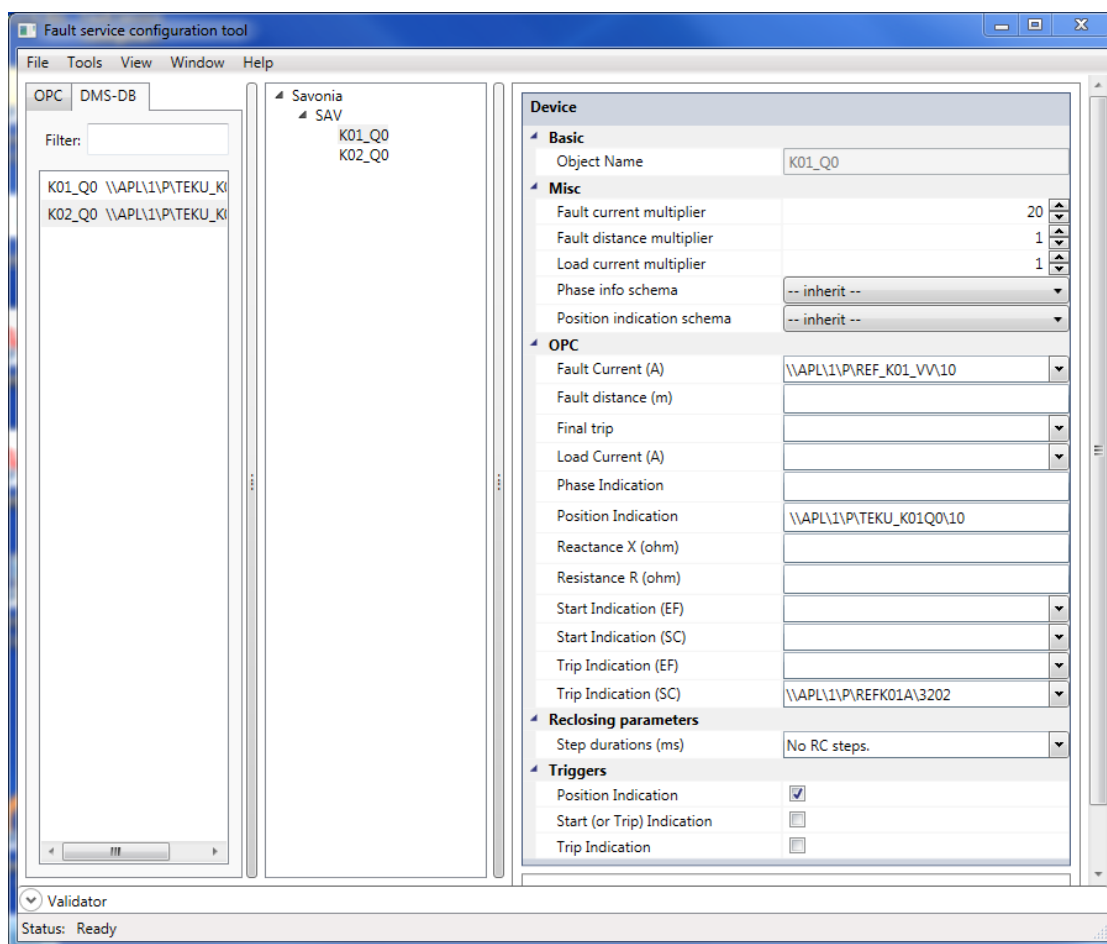 Fault service configuration tool
File Tools View Window Help
OPC DMS-DB
Filter:
K01_Q0 \\APL\1\P\TEKU_K(
K02_Q0 \\APL\1\P\TEKU_K(
Savonia
SAV
K01_Q0
K02_Q0
Device
Basic
Object Name K01_Q0
Misc
Fault current multiplier 20
Fault distance multiplier 1
Load current multiplier 1
Phase info schema -- inherit --
Position indication schema -- inherit --
OPC
Fault Current (A) \\APL\1\P\REF_K01_VV\10
Fault distance (m)
Final trip
Load Current (A)
Phase Indication
Position Indication \\APL\1\P\TEKU_K01Q0\10
Reactance X (ohm)
Resistance R (ohm)
Start Indication (EF)
Start Indication (SC)
Trip Indication (EF)
Trip Indication (SC) \\APL\1\P\REFK01A\3202
Reclosing parameters
Step durations (ms) No RC steps.
Triggers
Position Indication
Start (or Trip) Indication
Trip Indication
Validator
Status: Ready